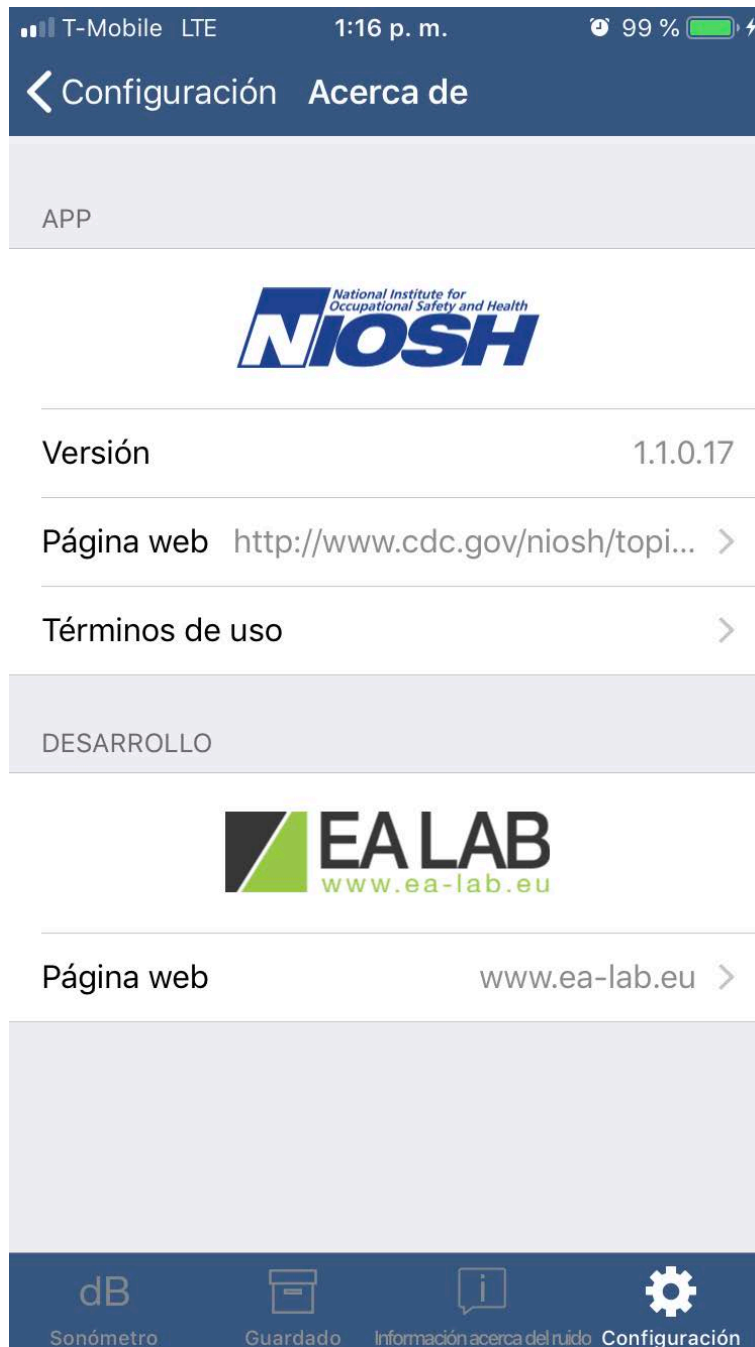 T-Mobile LTE 1:16 p. m. 99 %
Configuración Acerca de
APP
National Institute for
Occupational Safety and Health
NIOSH
Versión 1.1.0.17
Página web http://www.cdc.gov/niosh/topi...
Términos de uso
DESARROLLO
EA LAB
www.ea-lab.eu
Página web www.ea-lab.eu
dB i
Sonómetro Guardado Información acerca del ruido Configuración